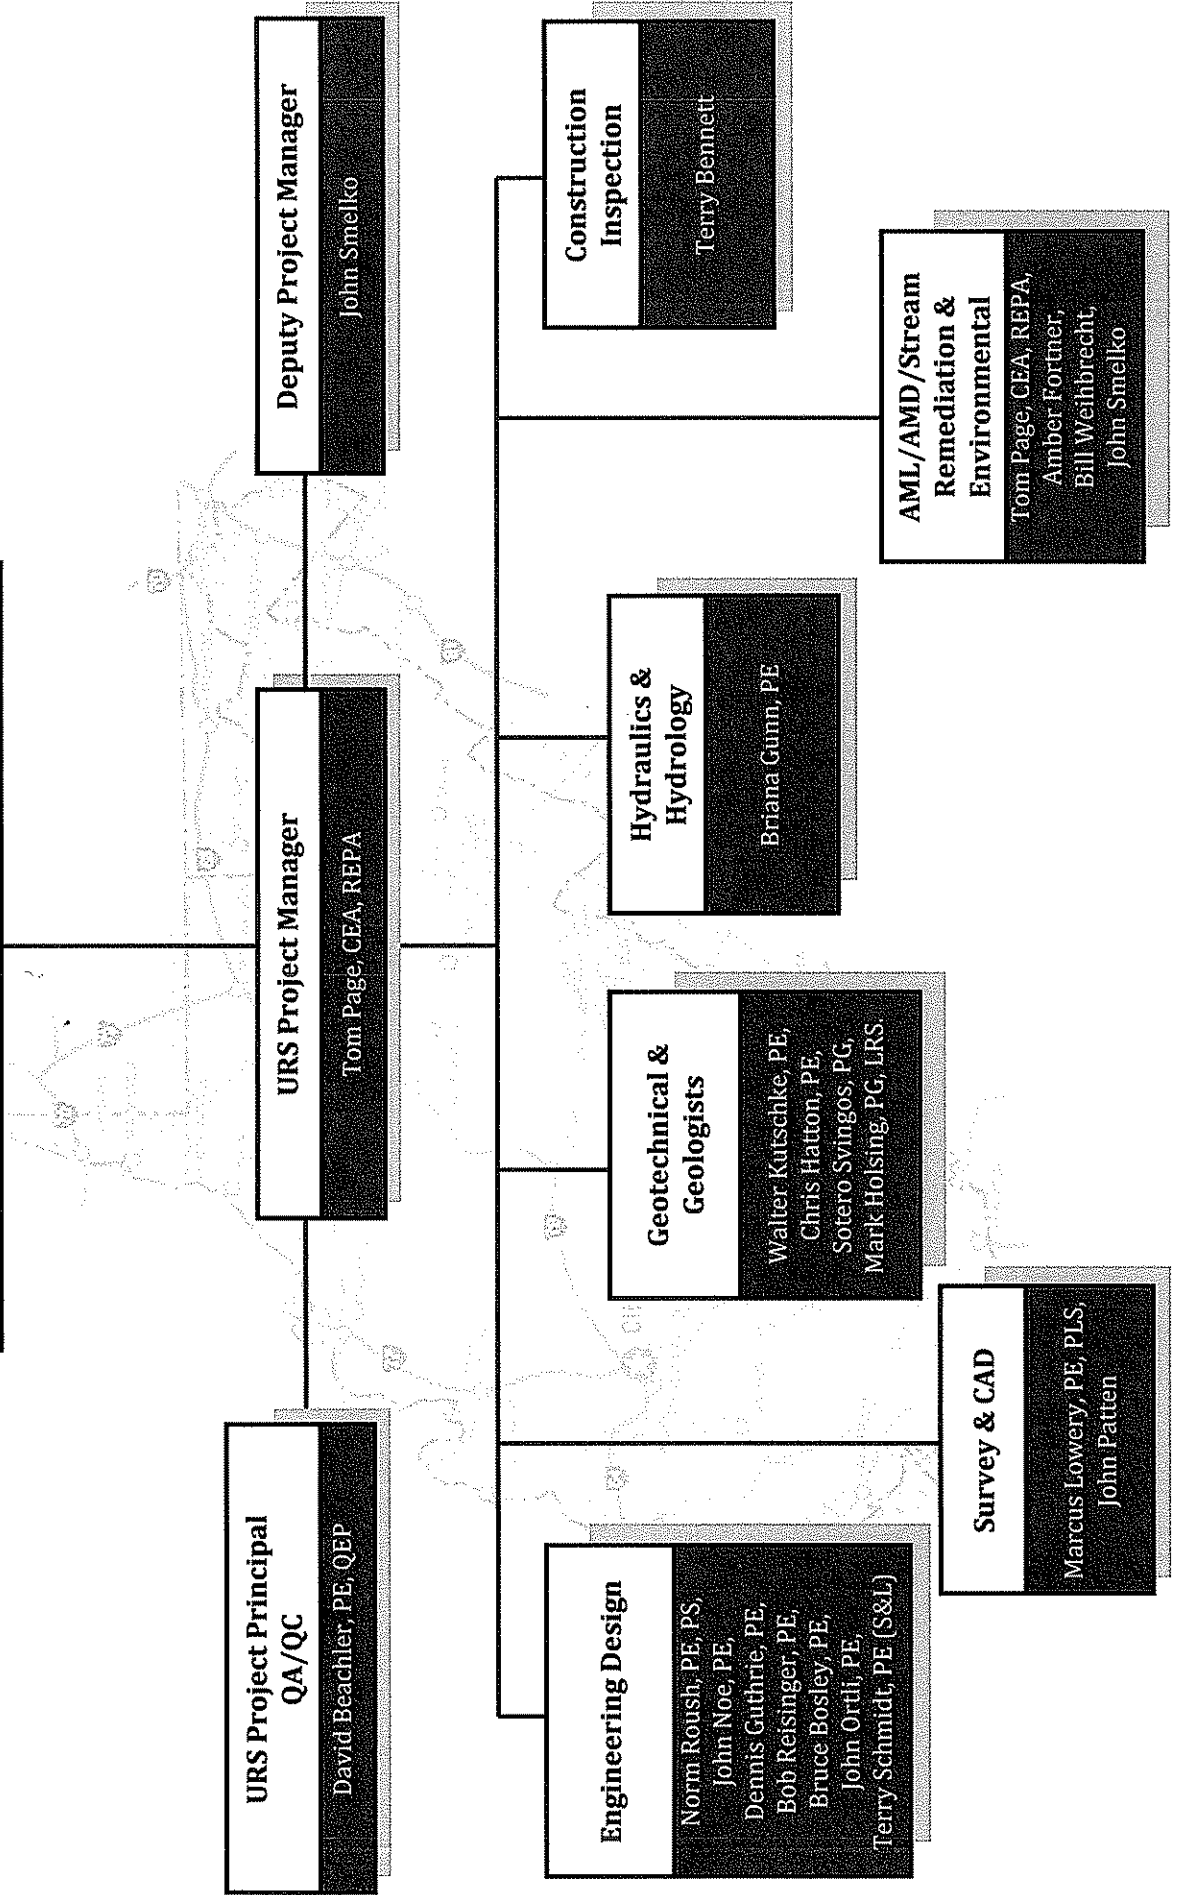 URS Project Principal
QA/QC
David Beachler, PE, QEP
URS Project Manager
Tom Page, CEA, REPA
Deputy Project Manager
John Smelko
Engineering Design
Norm Roush, PE, PS,
John Noe, PE,
Dennis Guthrie, PE,
Bob Reisinger, PE,
Bruce Bosley, PE,
John Ortli, PE,
Terry Schmidt, PE (S&L)
Survey & CAD
Marcus Lowery, PE, PLS,
John Patten
Geotechnical &
Geologists
Walter Kutschke, PE,
Chris Hatton, PE,
Sotero Svingos, PG,
Mark Holsing, PG, LRS.
Hydraulics &
Hydrology
Briana Gunn, PE
AML/AMD/Stream
Remediation &
Environmental
Tom Page, CEA, REPA,
Amber Fortner,
Bill Weihbrecht,
John Smelko
Construction
Inspection
Terry Bennett